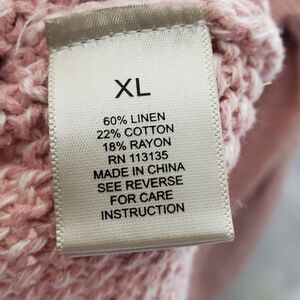 XL
60% LINEN
22% COTTON
18% RAYON
RN 113135
MADE IN CHINA
SEE REVERSE
FOR CARE
INSTRUCTION